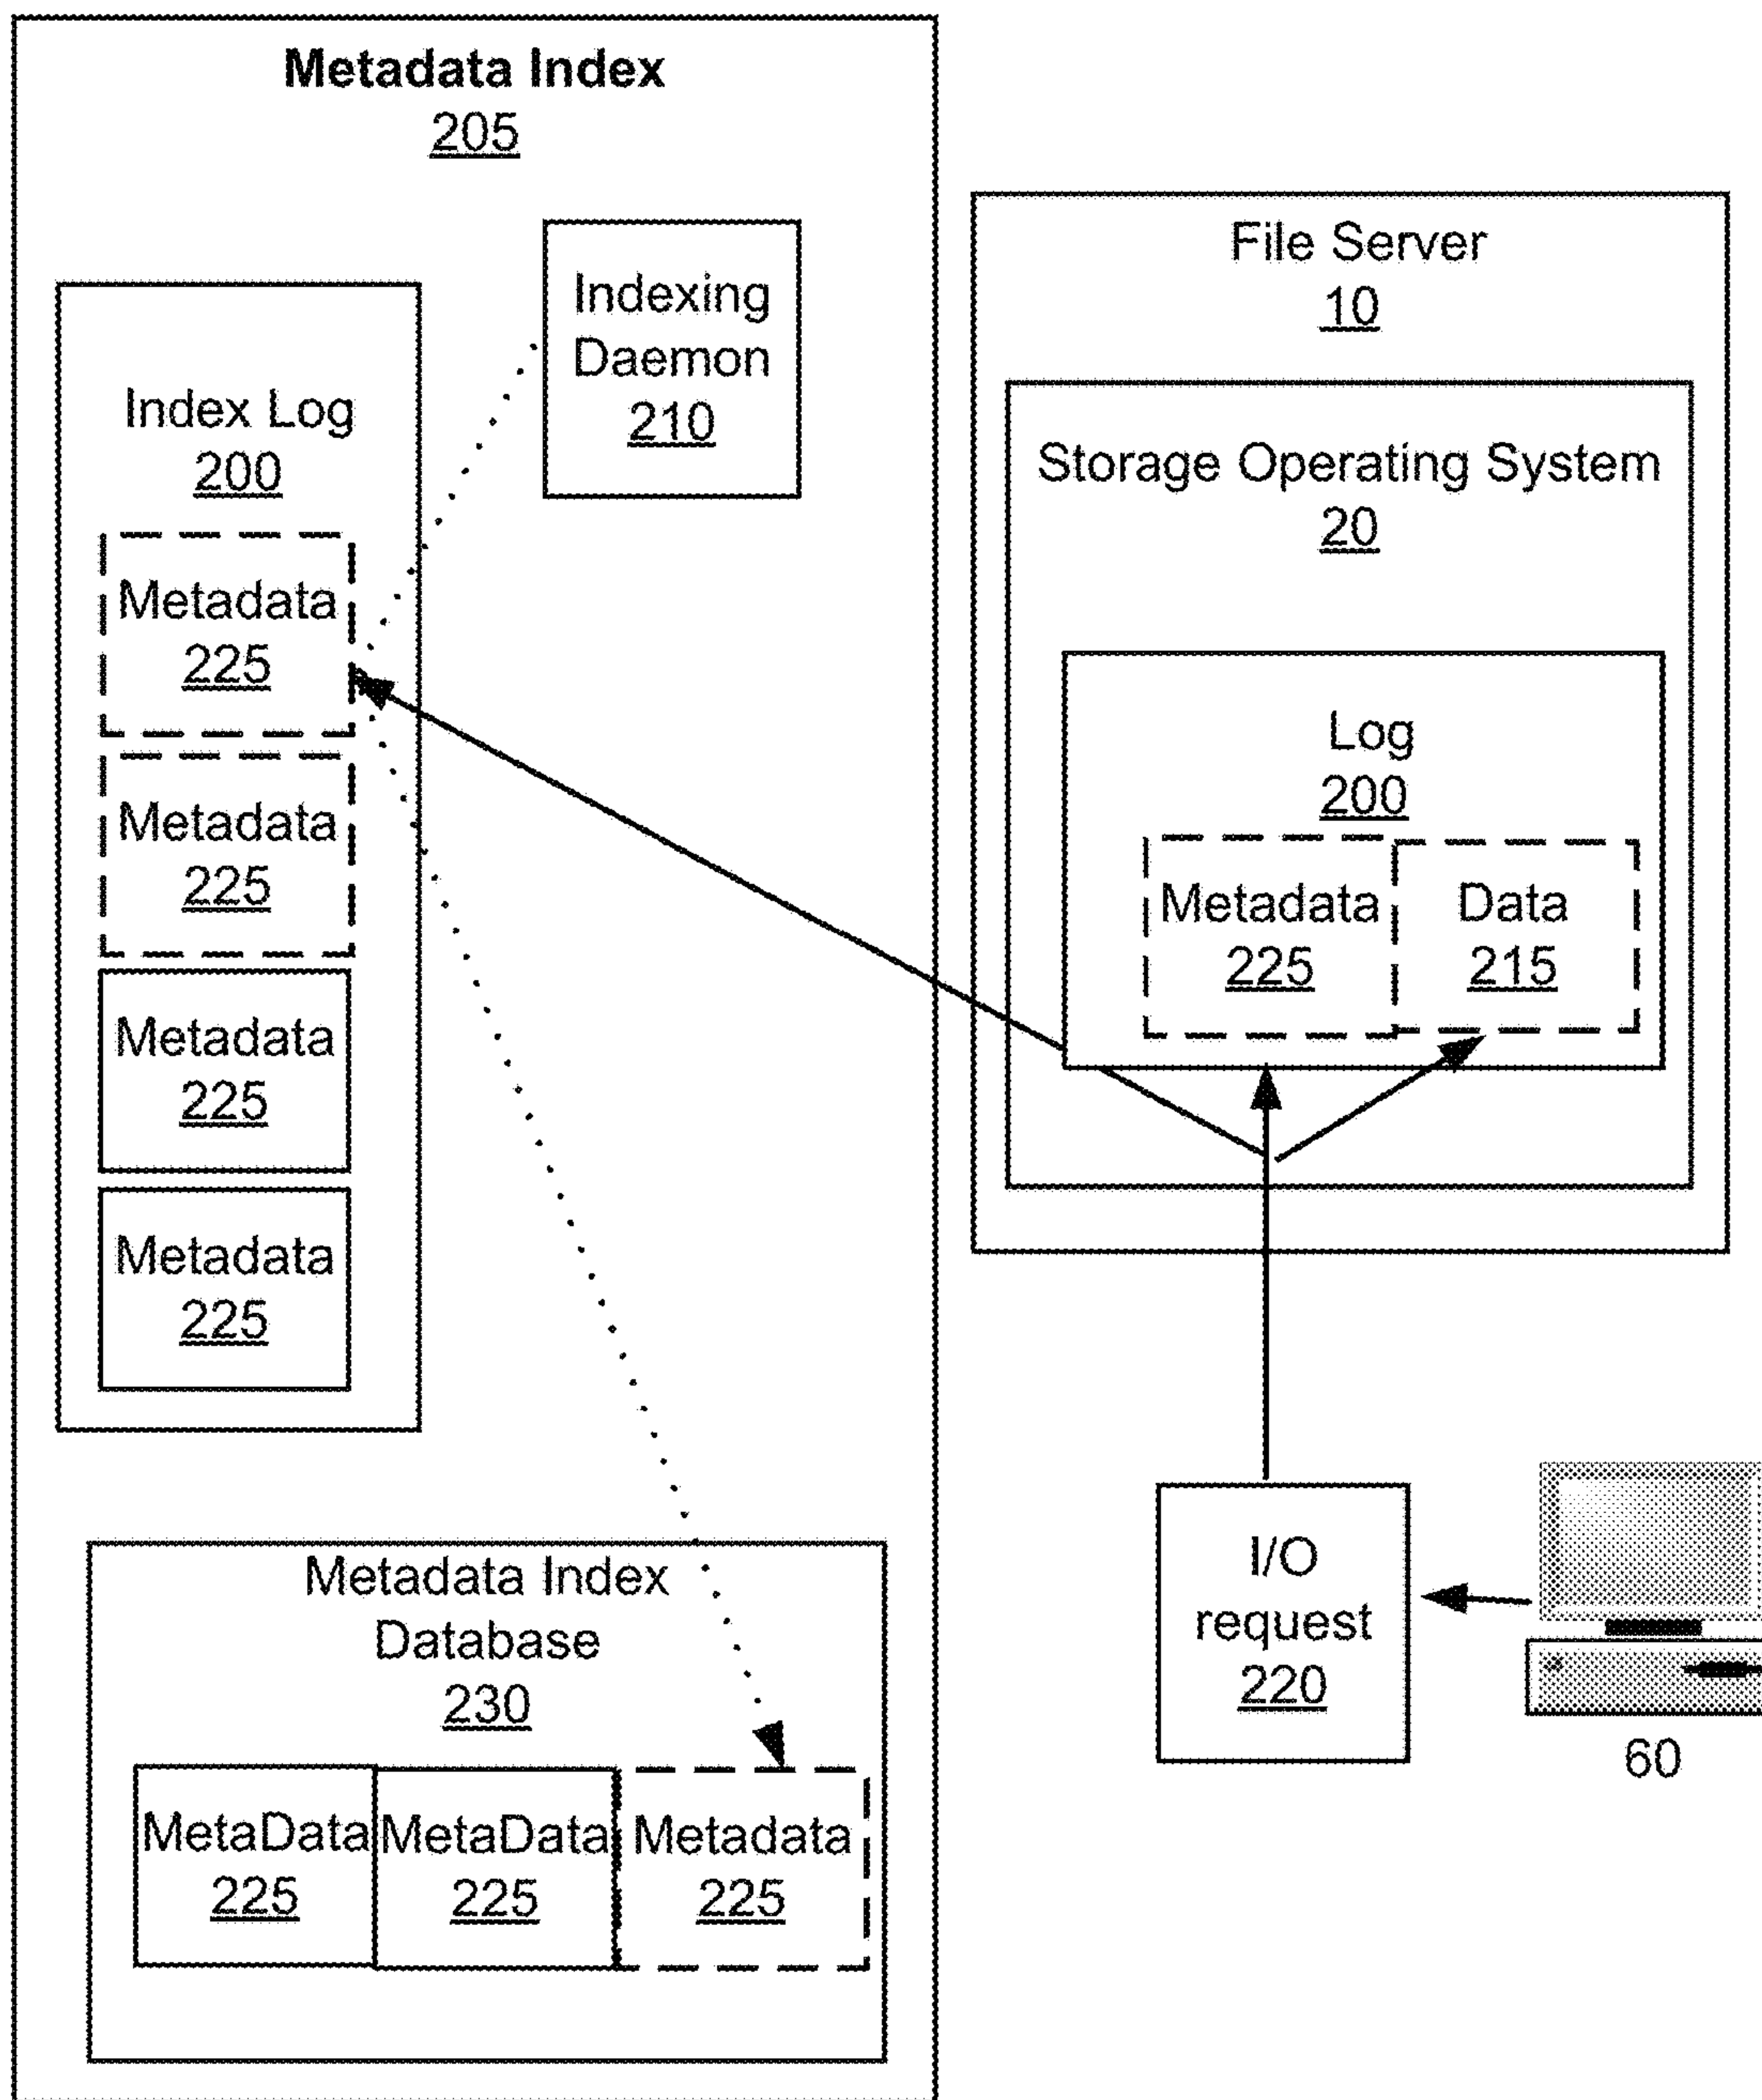 Metadata Index
205
Indexing
Daemon
210
Index Log
200
Metadata
225
Metadata
225
Metadata
225
Metadata
225
Metadata Index
Database
230
MetaData
225
MetaData
225
Metadata
225
File Server
10
Storage Operating System
20
Log
200
Metadata
225
Data
215
I/O
request
220
60